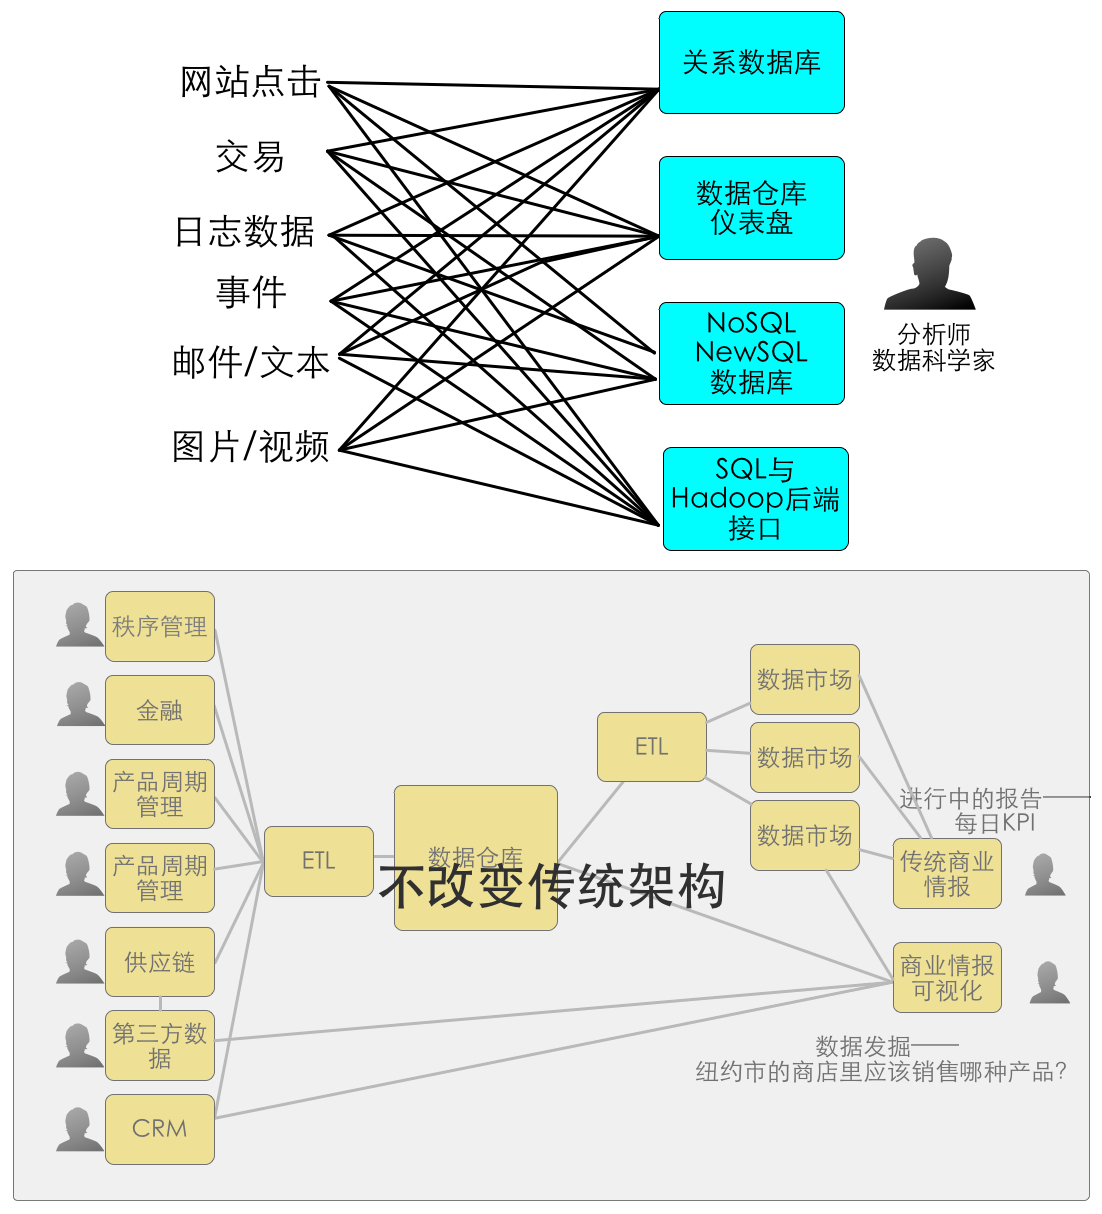 网站点击
交易
日志数据
事件
邮件/文本
图片/视频
关系数据库
数据仓库
仪表盘
NoSQL
NewSQL
数据库
SQL与
Hadoop后端
接口
分析师
数据科学家
秩序管理
金融
产品周期
管理
产品周期
管理
供应链
第三方数
据
CRM
ETL
数据仓库
不改变传统架构
ETL
数据市场
数据市场
数据市场
进行中的报告——
每日KPI
传统商业
情报
商业情报
可视化
数据发掘——
纽约市的商店里应该销售哪种产品?